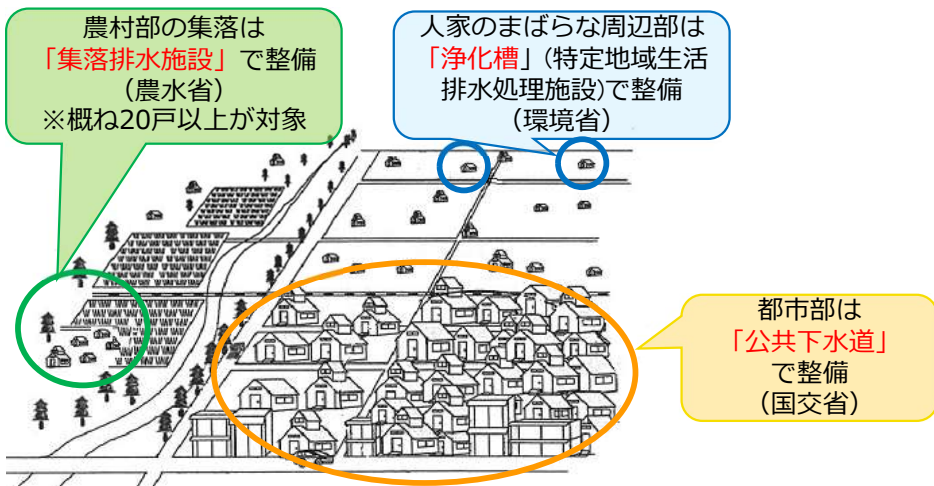 農村部の集落は
「集落排水施設」で整備
（農水省）
※概ね20戸以上が対象
人家のまばらな周辺部は
「浄化槽」（特定地域生活
排水処理施設）で整備
（環境省）
都市部は
「公共下水道」
で整備
（国交省）